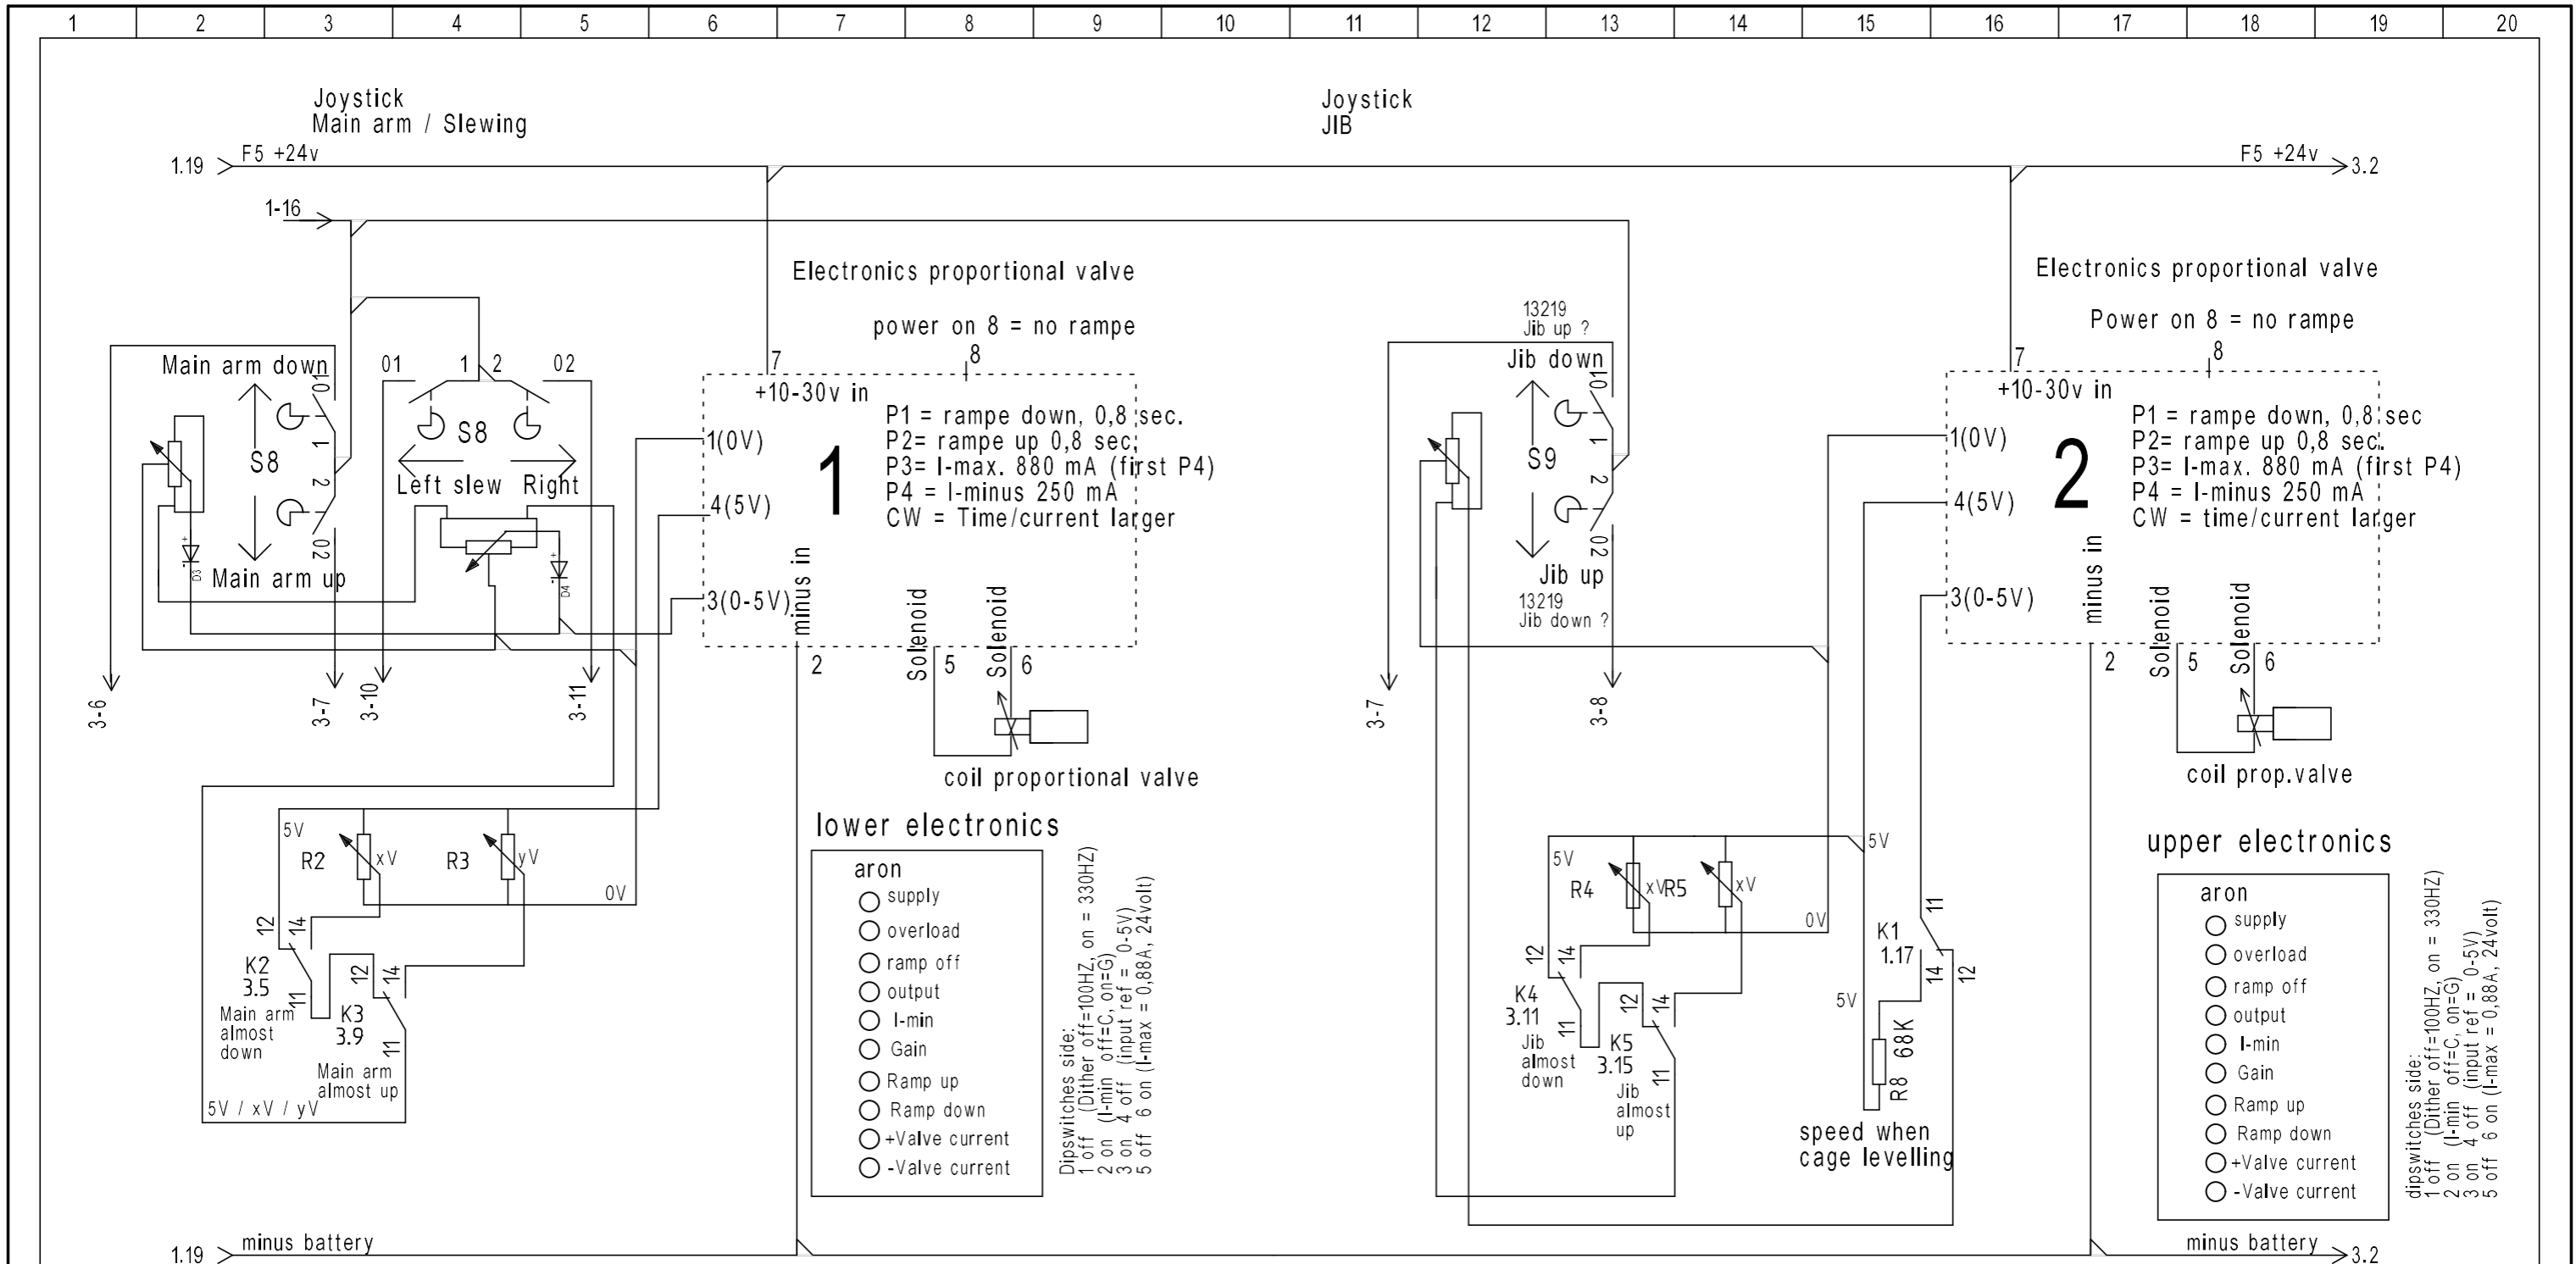 1 2 3 4 5 6 7 8 9 10 11 12 13 14 15 16 17 18 19 20
Joystick
Main arm / Slewing
Joystick
JIB
1.19 F5 +24v
F5 +24v 3.2
1-16
Electronics proportional valve
power on 8 = no rampe
7
8
+10-30v in
1(0V)
4(5V)
3(0-5V)
1
P1 = rampe down, 0,8 sec.
P2= rampe up 0,8 sec.
P3= I-max. 880 mA (first P4)
P4 = I-minus 250 mA
CW = Time/current larger
minus in
Solenoid
Solenoid
2
5
6
coil proportional valve
Main arm down
01
1
2
02
S8
Main arm up
D3
01
1
2
02
S8
Left slew
Right
D4
3-6
3-7
3-10
3-11
5V
R2
xV
R3
yV
0V
12
14
K2
3.5
11
Main arm
almost
down
12
14
K3
3.9
11
Main arm
almost up
5V / xV / yV
lower electronics
aron
supply
overload
ramp off
output
I-min
Gain
Ramp up
Ramp down
+Valve current
-Valve current
Dipswitches side:
1 off (Dither off=100HZ, on = 330HZ)
2 on (I-min off=C, on=G)
3 on 4 off (input ref = 0-5V)
5 off 6 on (I-max = 0,88A, 24volt)
13219
Jib up ?
Jib down
01
1
2
02
S9
Jib up
13219
Jib down ?
3-7
3-8
Electronics proportional valve
Power on 8 = no rampe
7
8
+10-30v in
1(0V)
4(5V)
3(0-5V)
2
P1 = rampe down, 0,8 sec
P2= rampe up 0,8 sec.
P3= I-max. 880 mA (first P4)
P4 = I-minus 250 mA
CW = time/current larger
minus in
Solenoid
Solenoid
2
5
6
coil prop.valve
5V
5V
R4
xV
R5
xV
0V
12
14
K4
3.11
11
Jib
almost
down
12
14
K5
3.15
11
Jib
almost
up
11
K1
1.17
14
12
5V
R8 68K
speed when
cage levelling
upper electronics
aron
supply
overload
ramp off
output
I-min
Gain
Ramp up
Ramp down
+Valve current
-Valve current
dipswitches side:
1 off (Dither off=100HZ, on = 330HZ)
2 on (I-min off=C, on=G)
3 on 4 off (input ref = 0-5V)
5 off 6 on (I-max = 0,88A, 24volt)
1.19 minus battery
minus battery 3.2